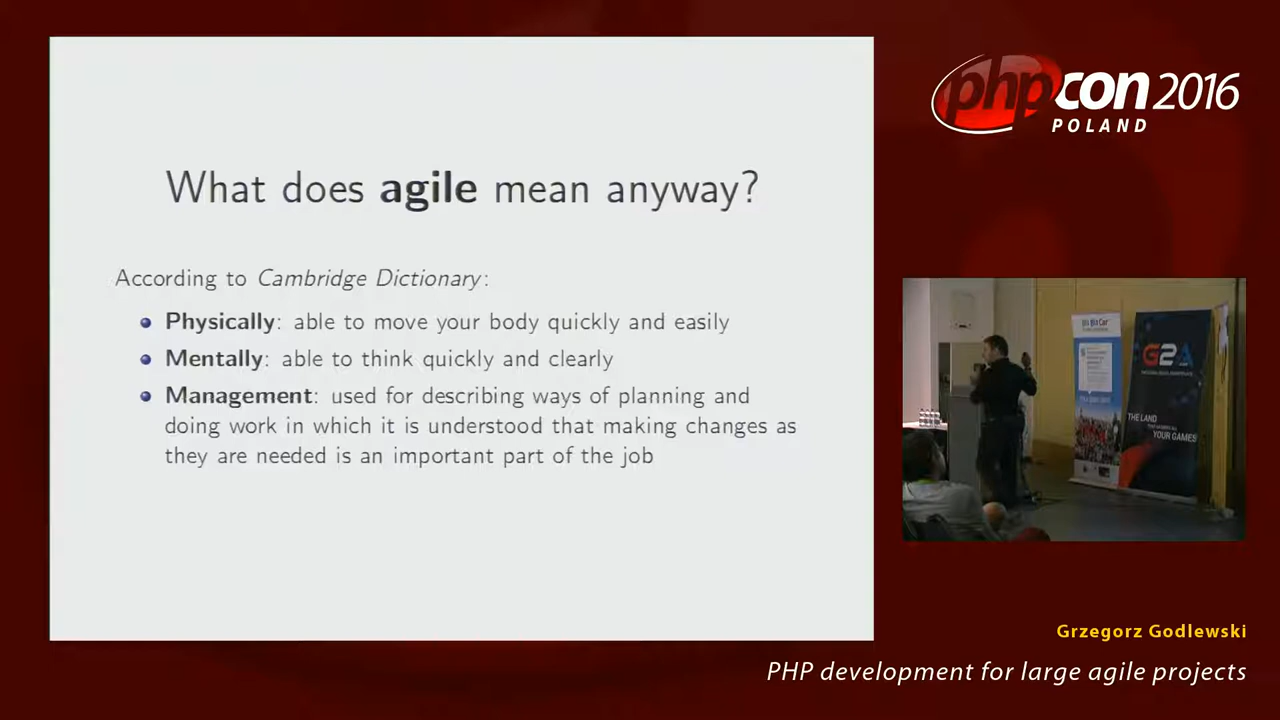 What does agile mean anyway?
According to Cambridge Dictionary:
Physically: able to move your body quickly and easily
Mentally: able to think quickly and clearly
Management: used for describing ways of planning and
doing work in which it is understood that making changes as
they are needed is an important part of the job
phpcon 2016
POLAND
G2A
THE LAND
YOUR GAMES
Grzegorz Godlewski
PHP development for large agile projects